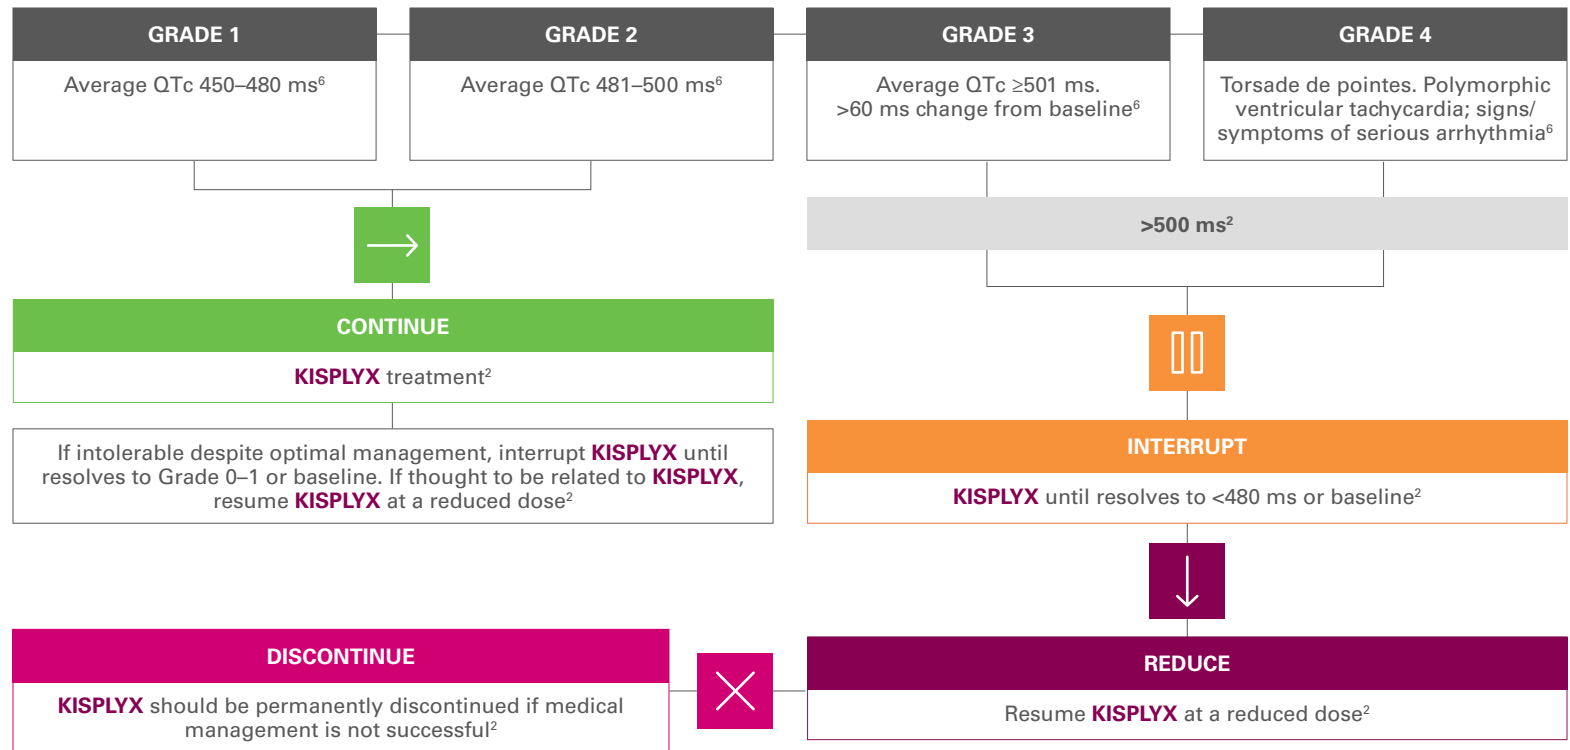 GRADE 1
Average QTc 450–480 ms⁶
GRADE 2
Average QTc 481–500 ms⁶
GRADE 3
Average QTc ≥501 ms.
>60 ms change from baseline⁶
GRADE 4
Torsade de pointes. Polymorphic
ventricular tachycardia; signs/
symptoms of serious arrhythmia⁶
>500 ms²
CONTINUE
KISPLYX treatment²
If intolerable despite optimal management, interrupt KISPLYX until
resolves to Grade 0–1 or baseline. If thought to be related to KISPLYX,
resume KISPLYX at a reduced dose²
INTERRUPT
KISPLYX until resolves to <480 ms or baseline²
REDUCE
Resume KISPLYX at a reduced dose²
DISCONTINUE
KISPLYX should be permanently discontinued if medical
management is not successful²